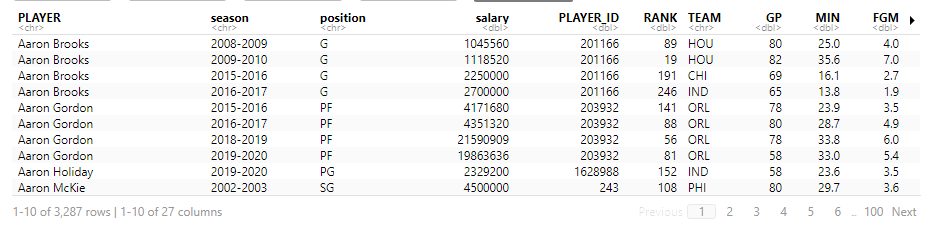 PLAYER season position salary PLAYER_ID RANK TEAM GP MIN FGM
<chr> <chr> <chr> <dbl> <dbl> <dbl> <chr> <dbl> <dbl> <dbl>
Aaron Brooks 2008-2009 G 1045560 201166 89 HOU 80 25.0 4.0
Aaron Brooks 2009-2010 G 1118520 201166 19 HOU 82 35.6 7.0
Aaron Brooks 2015-2016 G 2250000 201166 191 CHI 69 16.1 2.7
Aaron Brooks 2016-2017 G 2700000 201166 246 IND 65 13.8 1.9
Aaron Gordon 2015-2016 PF 4171680 203932 141 ORL 78 23.9 3.5
Aaron Gordon 2016-2017 PF 4351320 203932 88 ORL 80 28.7 4.9
Aaron Gordon 2018-2019 PF 21590909 203932 56 ORL 78 33.8 6.0
Aaron Gordon 2019-2020 PF 19863636 203932 81 ORL 58 33.0 5.4
Aaron Holiday 2019-2020 PG 2329200 1628988 152 IND 58 23.6 3.5
Aaron McKie 2002-2003 SG 4500000 243 108 PHI 80 29.7 3.6
1-10 of 3,287 rows | 1-10 of 27 columns Previous 1 2 3 4 5 6 ... 100 Next